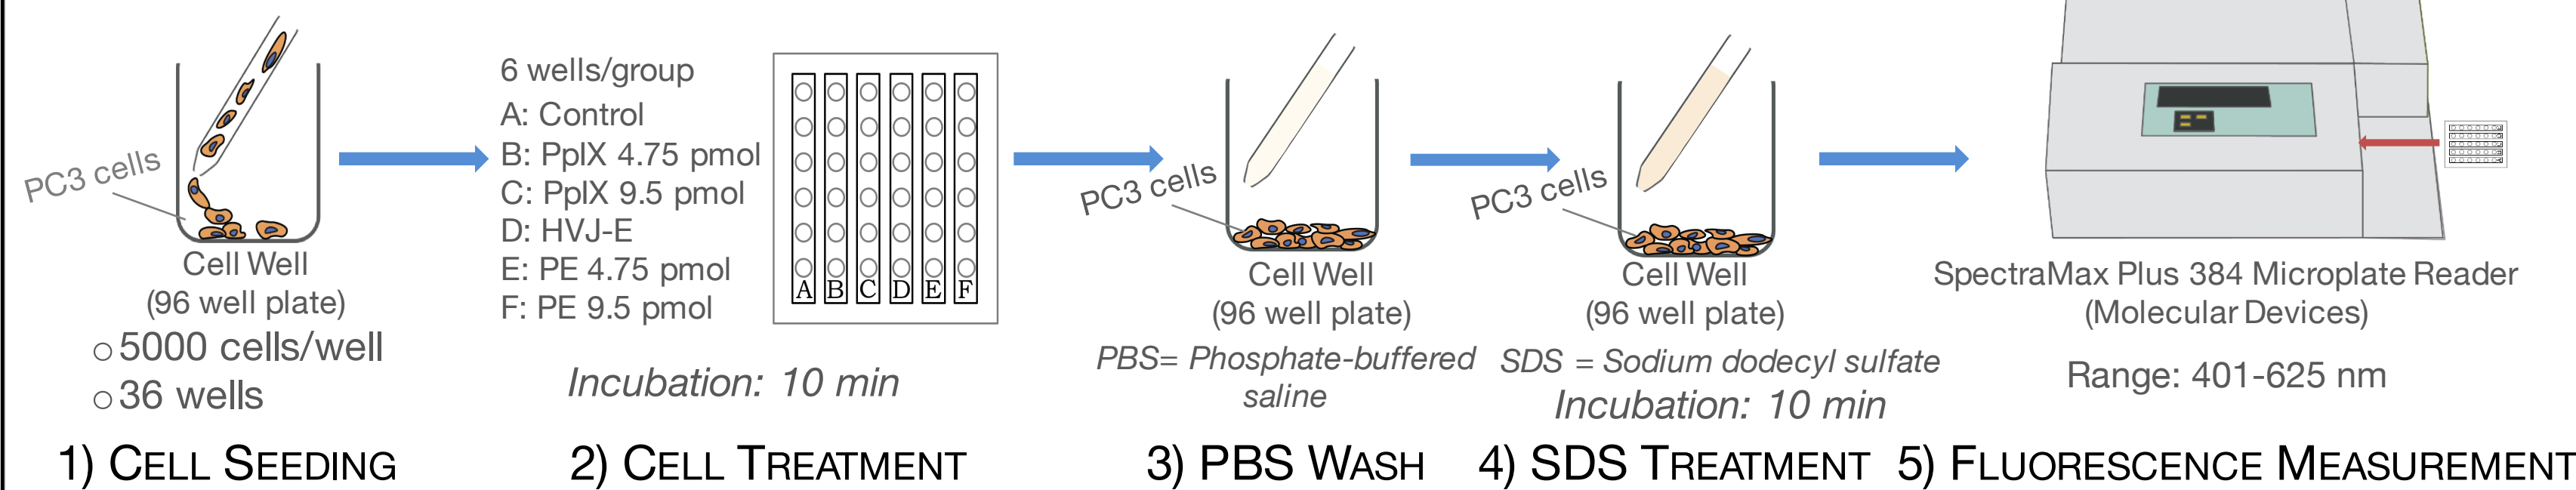 PC3 cells
Cell Well
(96 well plate)
○ 5000 cells/well
○ 36 wells
1) CELL SEEDING
6 wells/group
A: Control
B: PpIX 4.75 pmol
C: PpIX 9.5 pmol
D: HVJ-E
E: PE 4.75 pmol
F: PE 9.5 pmol
A B C D E F
Incubation: 10 min
2) CELL TREATMENT
PC3 cells
Cell Well
(96 well plate)
PBS= Phosphate-buffered
saline
3) PBS WASH
PC3 cells
Cell Well
(96 well plate)
SDS = Sodium dodecyl sulfate
Incubation: 10 min
4) SDS TREATMENT
SpectraMax Plus 384 Microplate Reader
(Molecular Devices)
Range: 401-625 nm
5) FLUORESCENCE MEASUREMENT